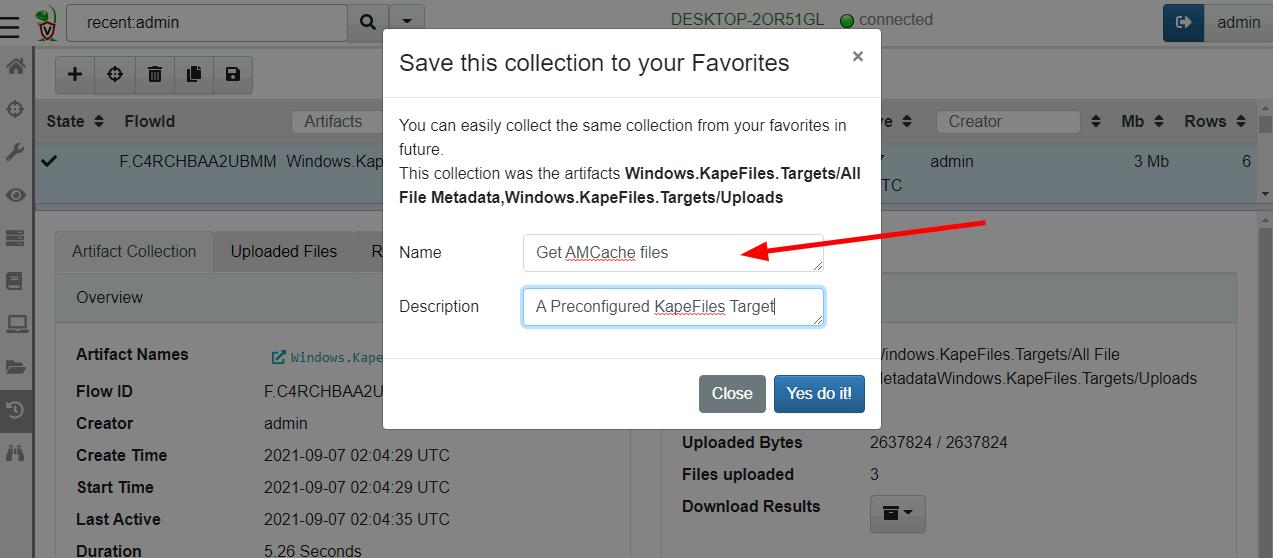 recent:admin
DESKTOP-2OR51GL connected
admin
Save this collection to your Favorites
×
You can easily collect the same collection from your favorites in
future.
This collection was the artifacts Windows.KapeFiles.Targets/All
File Metadata,Windows.KapeFiles.Targets/Uploads
Name
Get AMCache files
Description
A Preconfigured KapeFiles Target
Close
Yes do it!
State
FlowId
Artifacts
ve
Creator
Mb
Rows
F.C4RCHBAA2UBMM
Windows.Kap
7
TC
admin
3 Mb
6
Artifact Collection
Uploaded Files
R
Overview
Artifact Names
Windows.Kape
Flow ID
F.C4RCHBAA2U
Creator
admin
Create Time
2021-09-07 02:04:29 UTC
Start Time
2021-09-07 02:04:29 UTC
Last Active
2021-09-07 02:04:35 UTC
Duration
5.26 Seconds
Windows.KapeFiles.Targets/All File
MetadataWindows.KapeFiles.Targets/Uploads
Uploaded Bytes
2637824 / 2637824
Files uploaded
3
Download Results